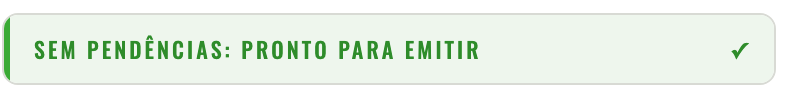 SEM PENDÊNCIAS: PRONTO PARA EMITIR ✓